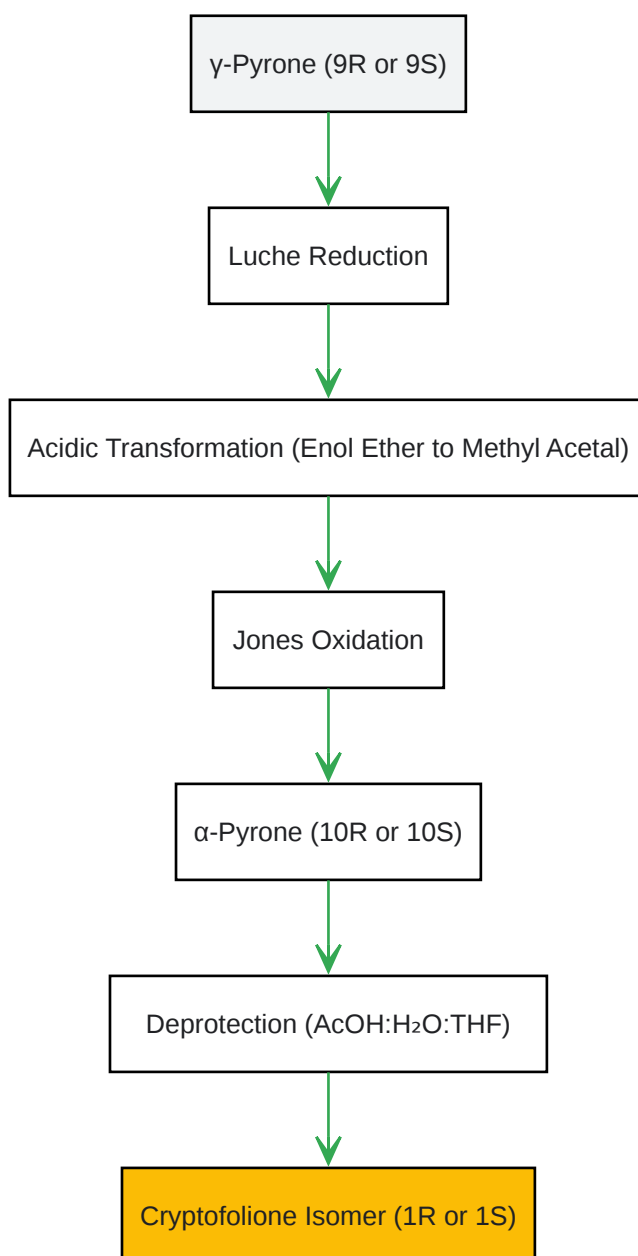 γ-Pyrone (9R or 9S)
Luche Reduction
Acidic Transformation (Enol Ether to Methyl Acetal)
Jones Oxidation
α-Pyrone (10R or 10S)
Deprotection (AcOH:H₂O:THF)
Cryptofolione Isomer (1R or 1S)